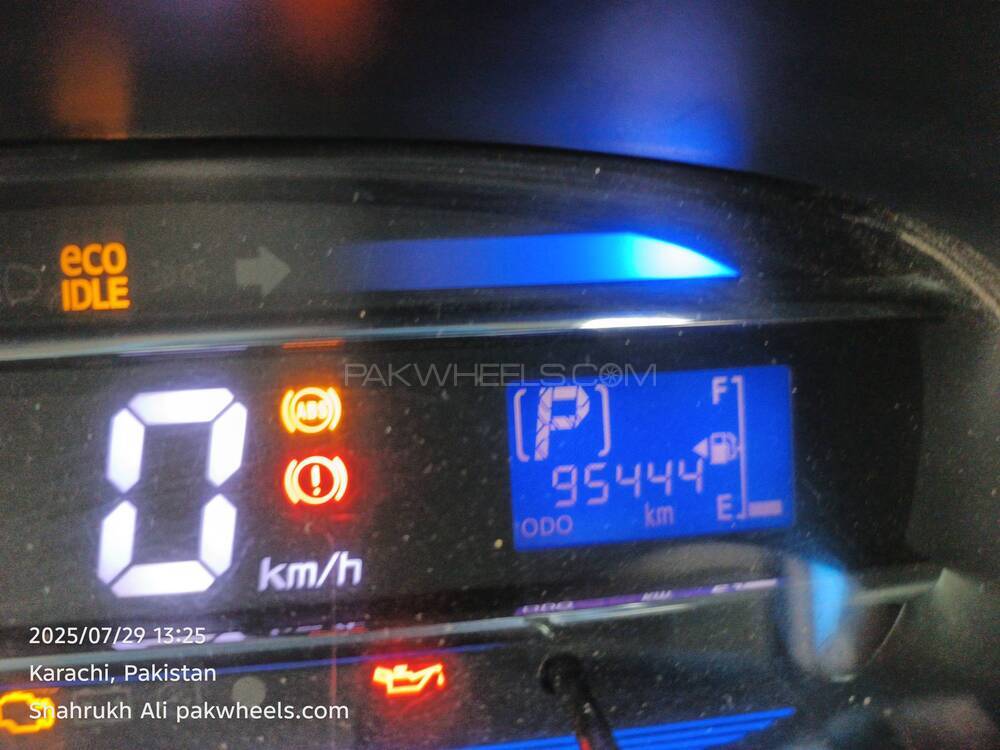 eco
IDLE
PAKWHEELS.COM
0
km/h
ABS
!
(P)
F
95444
ODO
km
E
2025/07/29 13:25
Karachi, Pakistan
Shahrukh Ali pakwheels.com